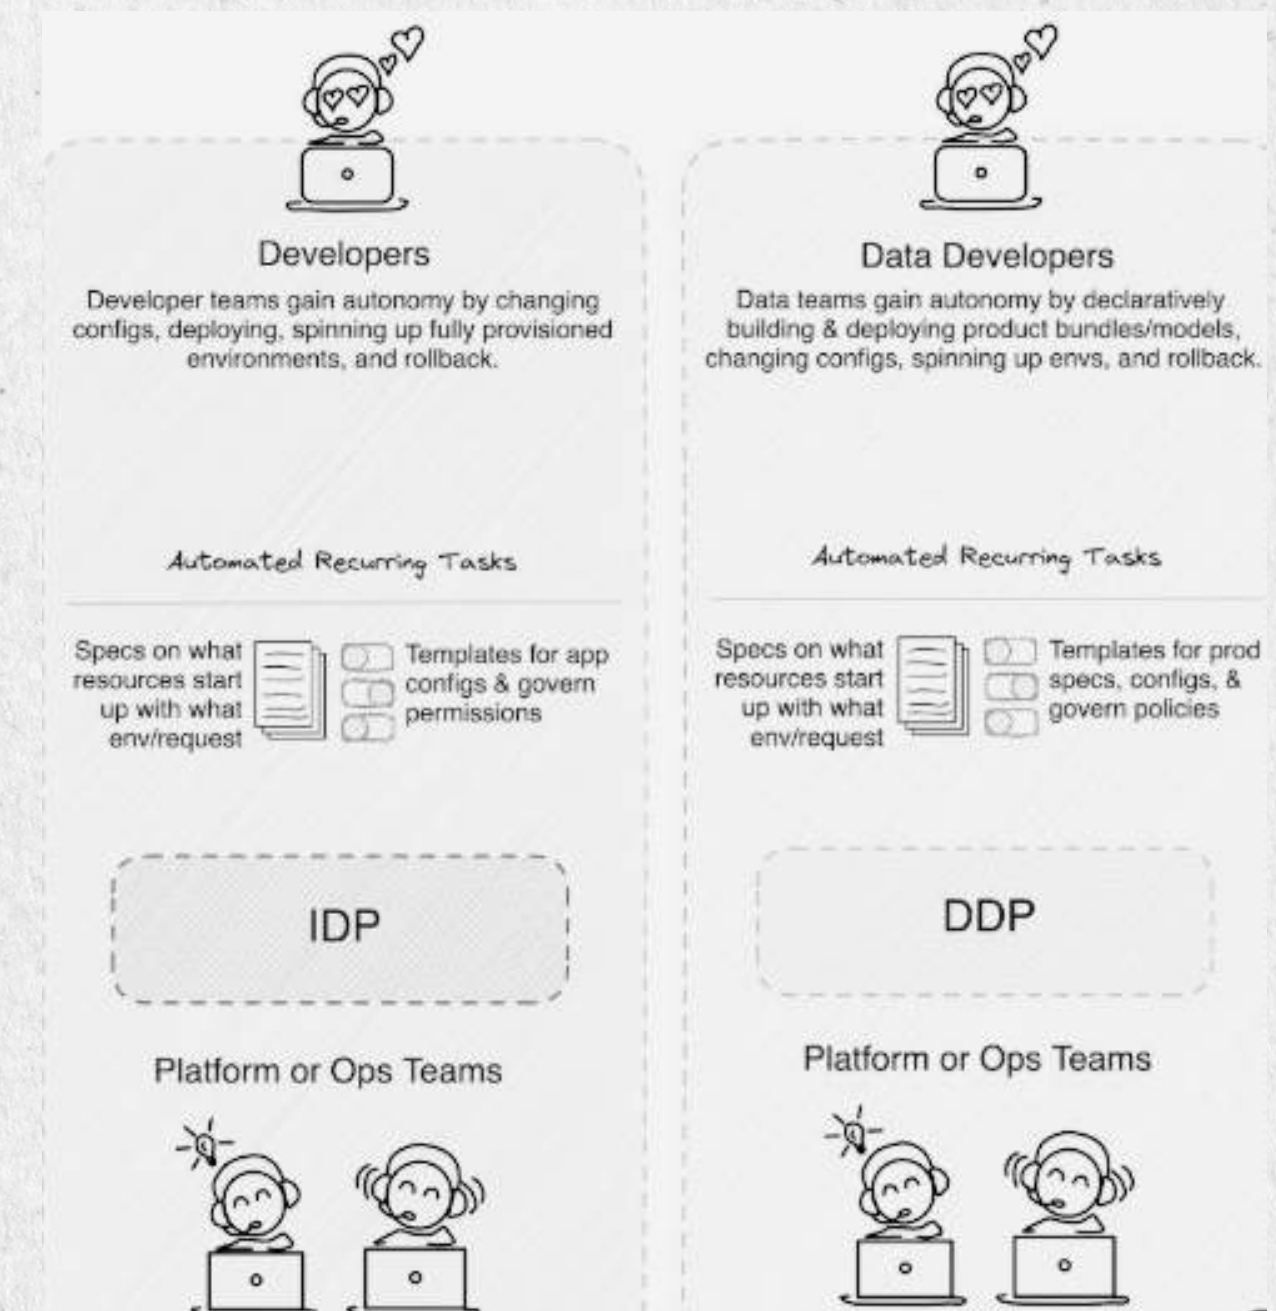 Developers
Developer teams gain autonomy by changing
configs, deploying, spinning up fully provisioned
environments, and rollback.
Automated Recurring Tasks
Specs on what
resources start
up with what
env/request
Templates for app
configs & govern
permissions
IDP
Platform or Ops Teams
Data Developers
Data teams gain autonomy by declaratively
building & deploying product bundles/models,
changing configs, spinning up envs, and rollback.
Automated Recurring Tasks
Specs on what
resources start
up with what
env/request
Templates for prod
specs, configs, &
govern policies
DDP
Platform or Ops Teams